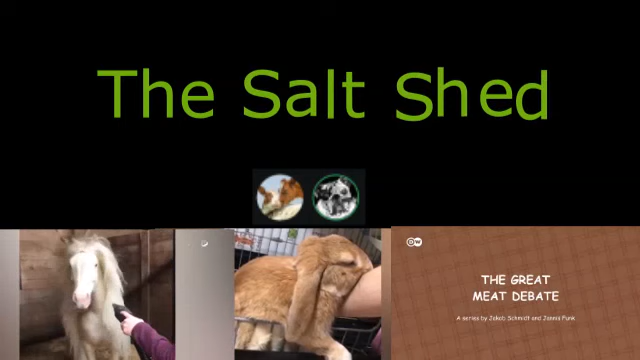 The Salt Shed
DW
THE GREAT
MEAT DEBATE
A series by Jakob Schmidt and Jannis Funk